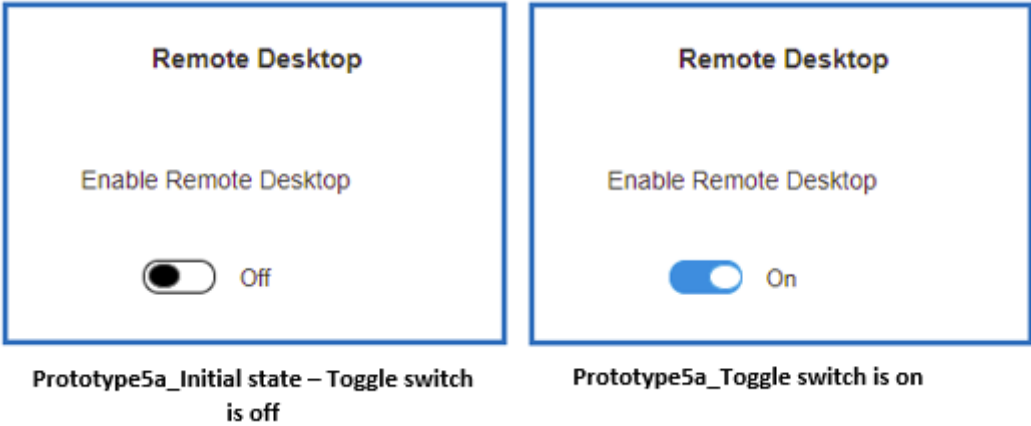 Remote Desktop
Enable Remote Desktop
Off
Prototype5a_Initial state – Toggle switch
is off
Remote Desktop
Enable Remote Desktop
On
Prototype5a_Toggle switch is on